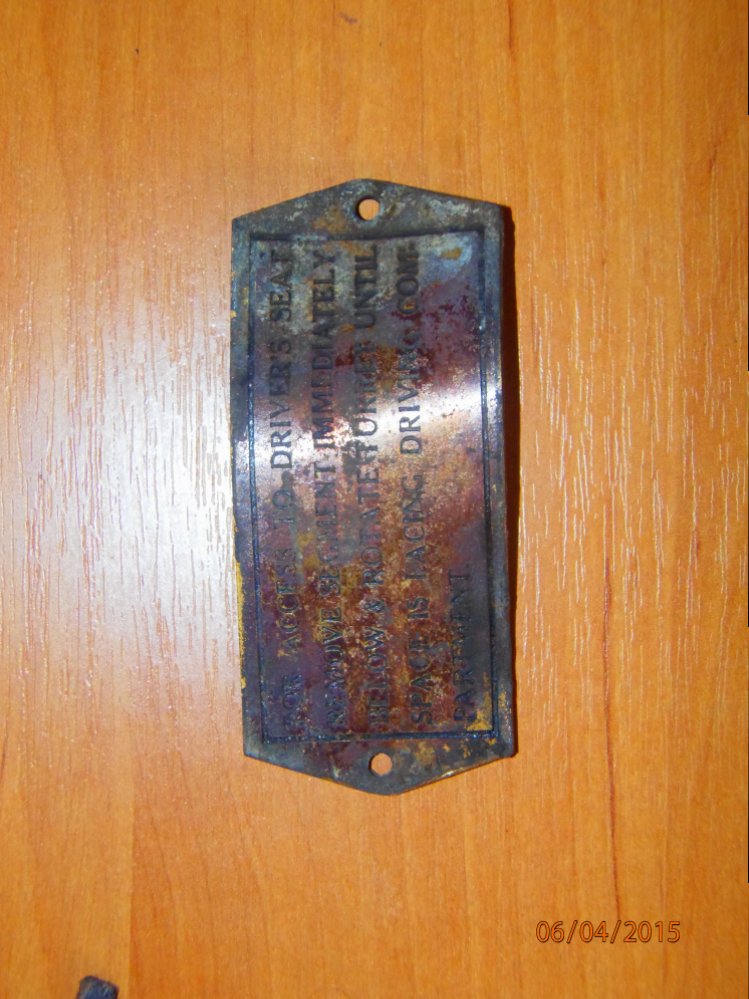 FOR ACCESS TO DRIVER'S SEAT
REMOVE SEGMENT IMMEDIATELY
BELOW & ROTATE TURRET UNTIL
SPACE IS FACING DRIVING COM-
PARTMENT.
06/04/2015